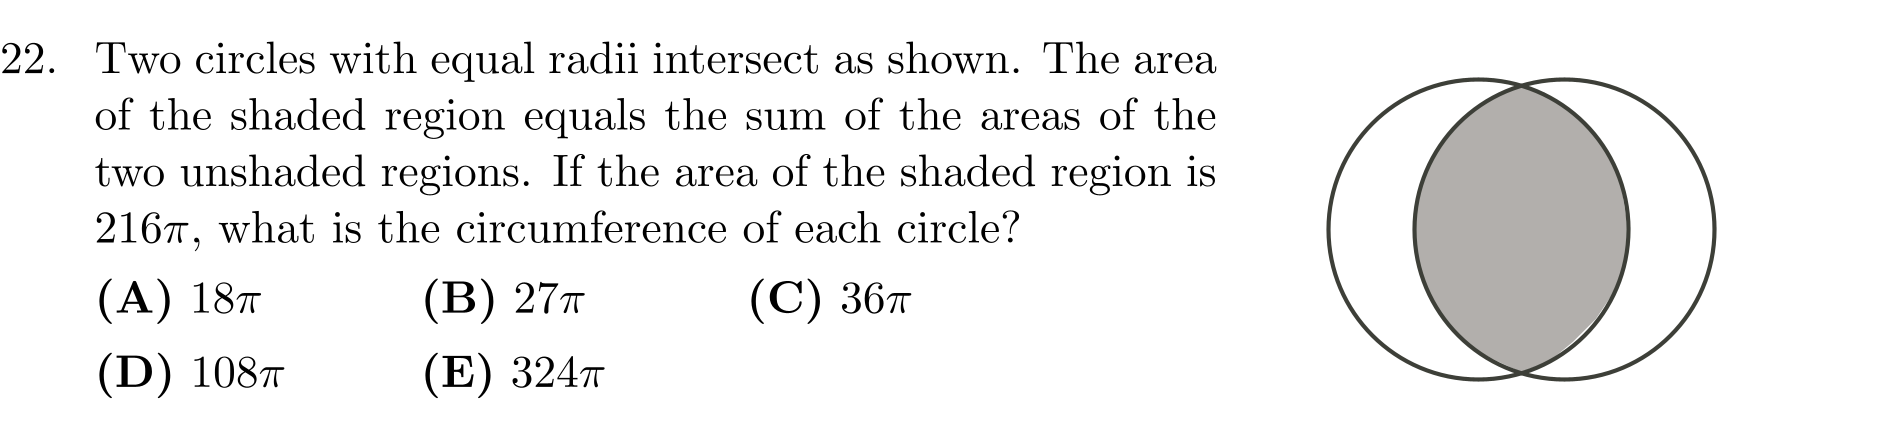 22. Two circles with equal radii intersect as shown. The area
of the shaded region equals the sum of the areas of the
two unshaded regions. If the area of the shaded region is
216π, what is the circumference of each circle?
(A) 18π (B) 27π (C) 36π
(D) 108π (E) 324π